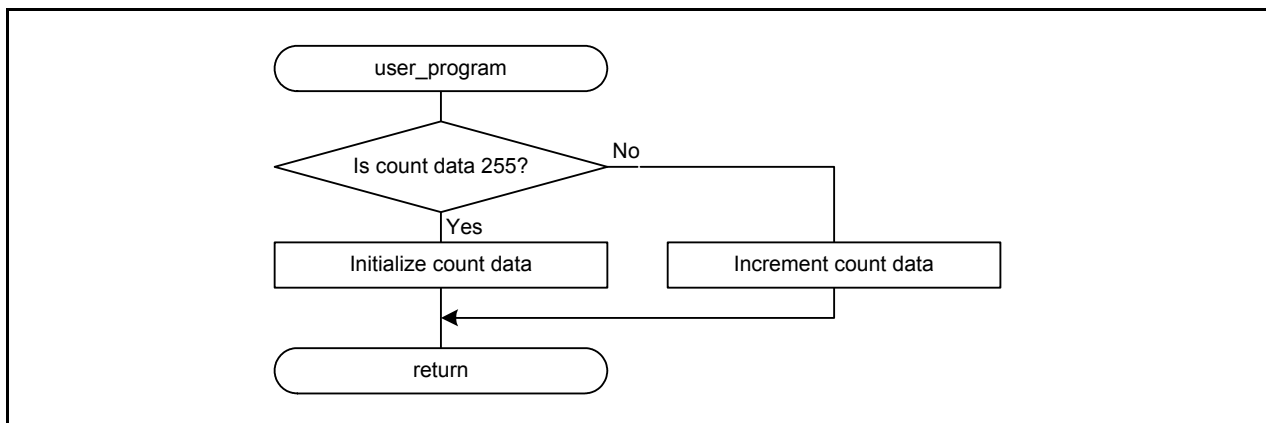 user_program
Is count data 255?
No
Yes
Initialize count data
Increment count data
return